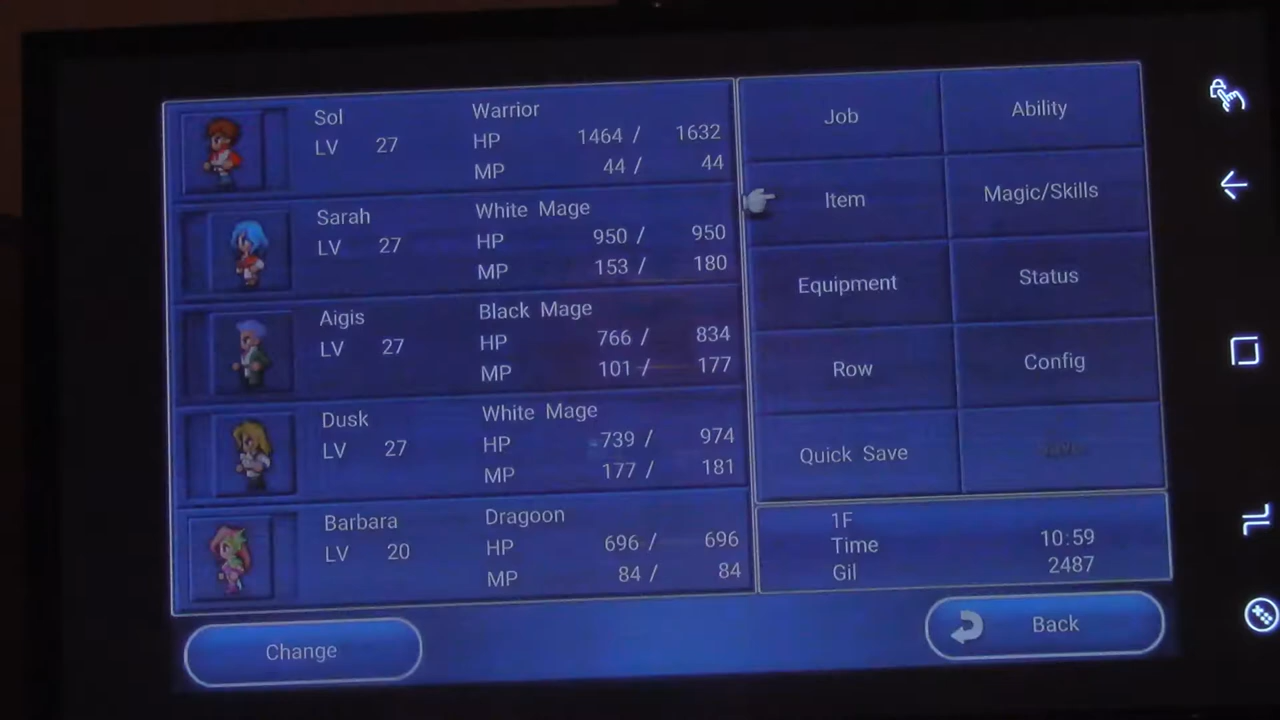 Sol Warrior
LV 27 HP 1464 / 1632
MP 44 / 44
Sarah White Mage
LV 27 HP 950 / 950
MP 153 / 180
Aigis Black Mage
LV 27 HP 766 / 834
MP 101 / 177
Dusk White Mage
LV 27 HP 739 / 974
MP 177 / 181
Barbara Dragoon
LV 20 HP 696 / 696
MP 84 / 84
Job Ability
Item Magic/Skills
Equipment Status
Row Config
Quick Save
1F
Time 10:59
Gil 2487
Change Back